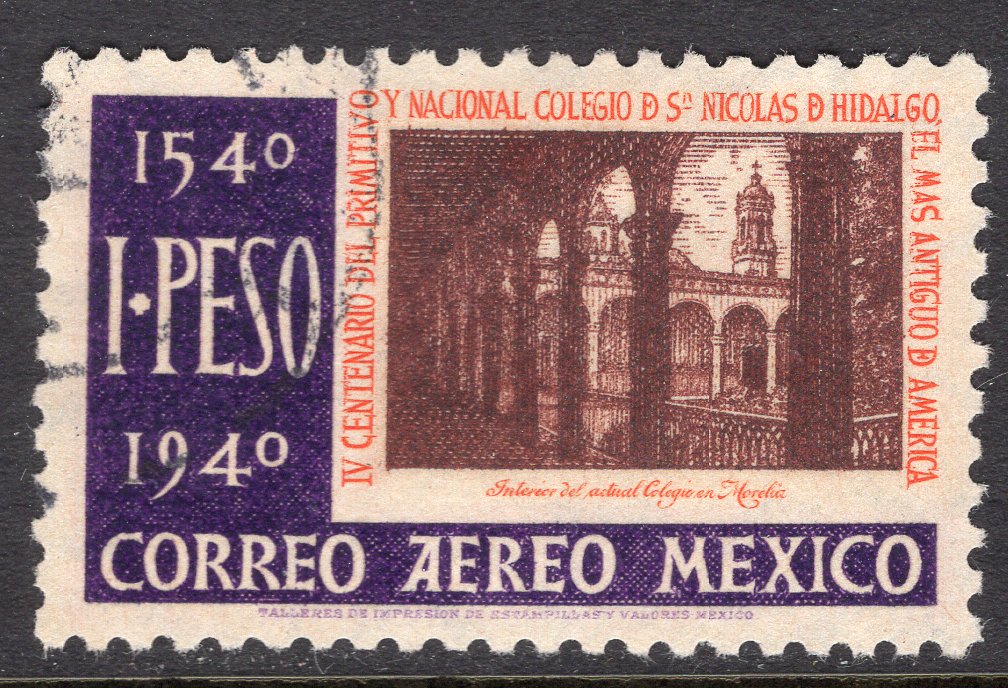 1540
1·PESO
1940
IV CENTENARIO DEL PRIMITIVO
Y NACIONAL COLEGIO D Sn NICOLAS D HIDALGO,
EL MAS ANTIGUO D AMERICA
Interior del actual Colegio en Morelia
CORREO AEREO MEXICO
TALLERES DE IMPRESION DE ESTAMPILLAS Y VALORES-MEXICO